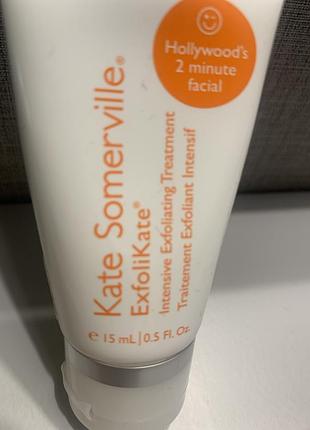 Hollywood's
2 minute
facial
Kate Somerville®
ExfoliKate®
Intensive Exfoliating Treatment
Traitement Exfoliant Intensif
e 15 mL | 0.5 Fl. Oz.